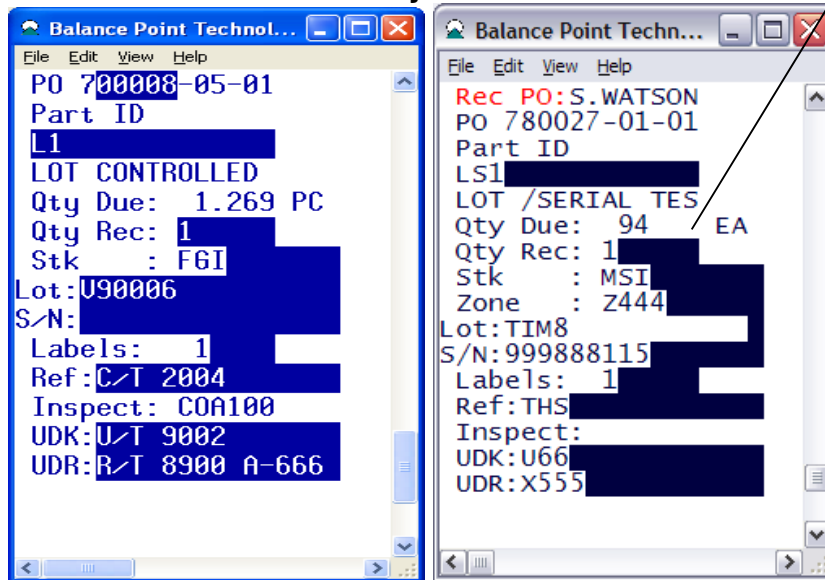 Balance Point Technol...
File Edit View Help
PO 700008-05-01
Part ID
L1
LOT CONTROLLED
Qty Due: 1.269 PC
Qty Rec: 1
Stk : FGI
Lot:V90006
S/N:
Labels: 1
Ref:C/T 2004
Inspect: COA100
UDK:U/T 9002
UDR:R/T 8900 A-666
Balance Point Techn...
File Edit View Help
Rec PO:S.WATSON
PO 780027-01-01
Part ID
LS1
LOT /SERIAL TES
Qty Due: 94 EA
Qty Rec: 1
Stk : MSI
Zone : Z444
Lot:TIM8
S/N:999888115
Labels: 1
Ref:THS
Inspect:
UDK:U66
UDR:X555